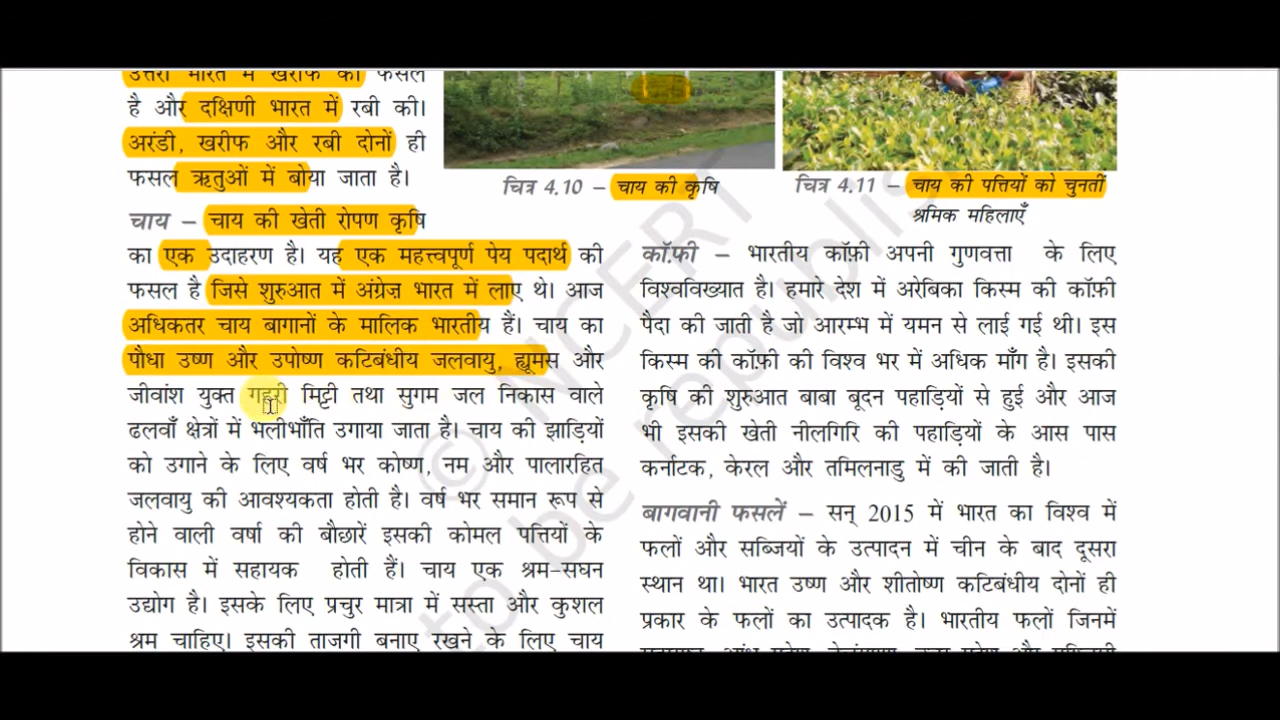 उत्तरी भारत में खरीफ़ की फ़सल
है और दक्षिणी भारत में रबी की।
अरंडी, खरीफ और रबी दोनों ही
फसल ऋतुओं में बोया जाता है।
चाय – चाय की खेती रोपण कृषि
का एक उदाहरण है। यह एक महत्त्वपूर्ण पेय पदार्थ की
फसल है जिसे शुरुआत में अंग्रेज़ भारत में लाए थे। आज
अधिकतर चाय बागानों के मालिक भारतीय हैं। चाय का
पौधा उष्ण और उपोष्ण कटिबंधीय जलवायु, ह्यूमस और
जीवांश युक्त गहरी मिट्टी तथा सुगम जल निकास वाले
ढलवाँ क्षेत्रों में भलीभाँति उगाया जाता है। चाय की झाड़ियों
को उगाने के लिए वर्ष भर कोष्ण, नम और पालारहित
जलवायु की आवश्यकता होती है। वर्ष भर समान रूप से
होने वाली वर्षा की बौछारें इसकी कोमल पत्तियों के
विकास में सहायक होती हैं। चाय एक श्रम-सघन
उद्योग है। इसके लिए प्रचुर मात्रा में सस्ता और कुशल
श्रम चाहिए। इसकी ताजगी बनाए रखने के लिए चाय
चित्र 4.10 – चाय की कृषि
चित्र 4.11 – चाय की पत्तियों को चुनतीं
श्रमिक महिलाएँ
कॉफ़ी – भारतीय कॉफ़ी अपनी गुणवत्ता के लिए
विश्वविख्यात है। हमारे देश में अरेबिका किस्म की कॉफ़ी
पैदा की जाती है जो आरम्भ में यमन से लाई गई थी। इस
किस्म की कॉफ़ी की विश्व भर में अधिक माँग है। इसकी
कृषि की शुरुआत बाबा बूदन पहाड़ियों से हुई और आज
भी इसकी खेती नीलगिरि की पहाड़ियों के आस पास
कर्नाटक, केरल और तमिलनाडु में की जाती है।
बागवानी फसलें – सन् 2015 में भारत का विश्व में
फलों और सब्जियों के उत्पादन में चीन के बाद दूसरा
स्थान था। भारत उष्ण और शीतोष्ण कटिबंधीय दोनों ही
प्रकार के फलों का उत्पादक है। भारतीय फलों जिनमें
© NCERT
to be republis